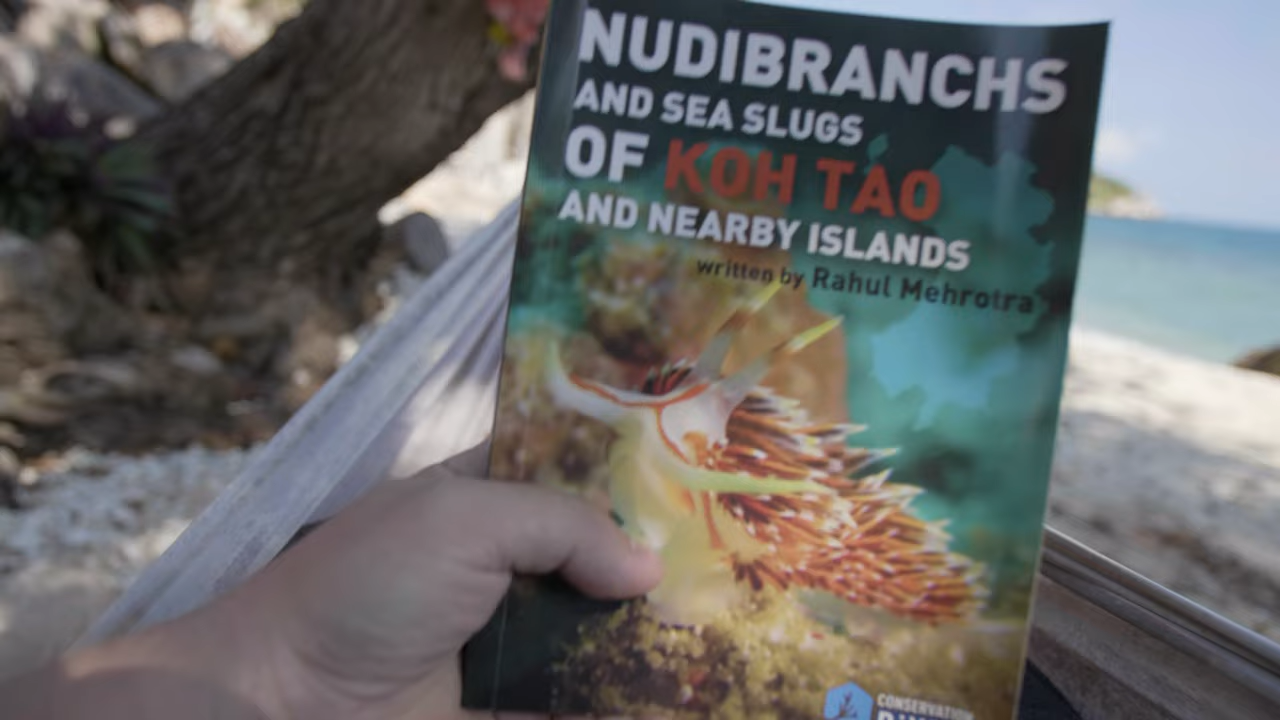 NUDIBRANCHS
AND SEA SLUGS
OF KOH TAO
AND NEARBY ISLANDS
written by Rahul Mehrotra
CONSERVATION